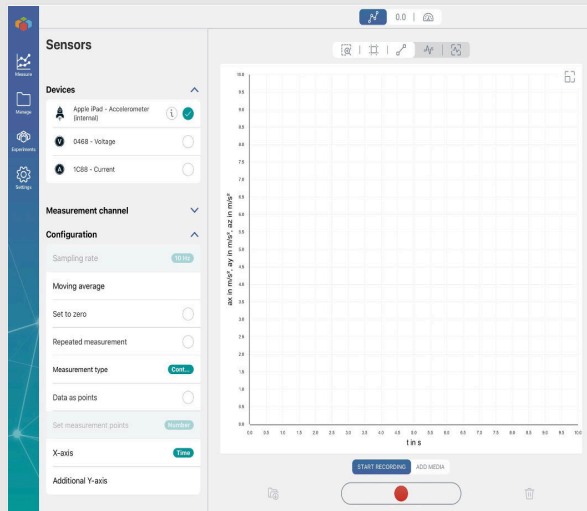 0.0
Sensors
Measure
Devices
Apple iPad - Accelerometer
(internal)
i
Manage
V
0468 - Voltage
Experiments
A
1C88 - Current
Settings
Measurement channel
Configuration
Sampling rate
10 Hz
Moving average
Set to zero
Repeated measurement
Measurement type
Cont...
Data as points
Set measurement points
Number
X-axis
Time
Additional Y-axis
ax in m/s², ay in m/s², az in m/s²
10.0
9.5
9.0
8.5
8.0
7.5
7.0
6.5
6.0
5.5
5.0
4.5
4.0
3.5
3.0
2.5
2.0
1.5
1.0
0.5
0.0
0.0 0.5 1.0 1.5 2.0 2.5 3.0 3.5 4.0 4.5 5.0 5.5 6.0 6.5 7.0 7.5 8.0 8.5 9.0 9.5 10.0
t in s
START RECORDING
ADD MEDIA